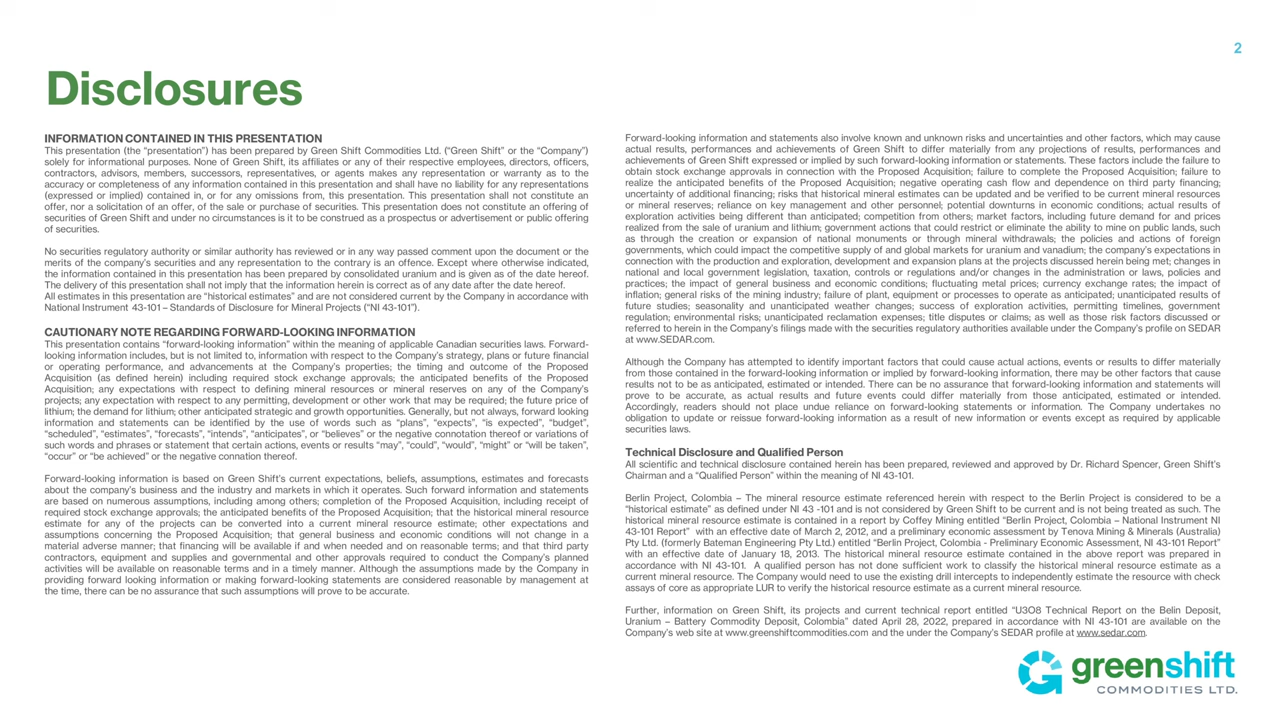 2
Disclosures
INFORMATION CONTAINED IN THIS PRESENTATION
This presentation (the “presentation”) has been prepared by Green Shift Commodities Ltd. (“Green Shift” or the “Company”)
solely for informational purposes. None of Green Shift, its affiliates or any of their respective employees, directors, officers,
contractors, advisors, members, successors, representatives, or agents makes any representation or warranty as to the
accuracy or completeness of any information contained in this presentation and shall have no liability for any representations
(expressed or implied) contained in, or for any omissions from, this presentation. This presentation shall not constitute an
offer, nor a solicitation of an offer, of the sale or purchase of securities. This presentation does not constitute an offering of
securities of Green Shift and under no circumstances is it to be construed as a prospectus or advertisement or public offering
of securities.
No securities regulatory authority or similar authority has reviewed or in any way passed comment upon the document or the
merits of the company’s securities and any representation to the contrary is an offence. Except where otherwise indicated,
the information contained in this presentation has been prepared by consolidated uranium and is given as of the date hereof.
The delivery of this presentation shall not imply that the information herein is correct as of any date after the date hereof.
All estimates in this presentation are “historical estimates” and are not considered current by the Company in accordance with
National Instrument 43-101 – Standards of Disclosure for Mineral Projects (“NI 43-101”).
CAUTIONARY NOTE REGARDING FORWARD-LOOKING INFORMATION
This presentation contains “forward-looking information” within the meaning of applicable Canadian securities laws. Forward-
looking information includes, but is not limited to, information with respect to the Company’s strategy, plans or future financial
or operating performance, and advancements at the Company’s properties; the timing and outcome of the Proposed
Acquisition (as defined herein) including required stock exchange approvals; the anticipated benefits of the Proposed
Acquisition; any expectations with respect to defining mineral resources or mineral reserves on any of the Company’s
projects; any expectation with respect to any permitting, development or other work that may be required; the future price of
lithium; the demand for lithium; other anticipated strategic and growth opportunities. Generally, but not always, forward looking
information and statements can be identified by the use of words such as “plans”, “expects”, “is expected”, “budget”,
“scheduled”, “estimates”, “forecasts”, “intends”, “anticipates”, or “believes” or the negative connotation thereof or variations of
such words and phrases or statement that certain actions, events or results “may”, “could”, “would”, “might” or “will be taken”,
“occur” or “be achieved” or the negative connation thereof.
Forward-looking information is based on Green Shift’s current expectations, beliefs, assumptions, estimates and forecasts
about the company’s business and the industry and markets in which it operates. Such forward information and statements
are based on numerous assumptions, including among others; completion of the Proposed Acquisition, including receipt of
required stock exchange approvals; the anticipated benefits of the Proposed Acquisition; that the historical mineral resource
estimate for any of the projects can be converted into a current mineral resource estimate; other expectations and
assumptions concerning the Proposed Acquisition; that general business and economic conditions will not change in a
material adverse manner; that financing will be available if and when needed and on reasonable terms; and that third party
contractors, equipment and supplies and governmental and other approvals required to conduct the Company’s planned
activities will be available on reasonable terms and in a timely manner. Although the assumptions made by the Company in
providing forward looking information or making forward-looking statements are considered reasonable by management at
the time, there can be no assurance that such assumptions will prove to be accurate.
Forward-looking information and statements also involve known and unknown risks and uncertainties and other factors, which may cause
actual results, performances and achievements of Green Shift to differ materially from any projections of results, performances and
achievements of Green Shift expressed or implied by such forward-looking information or statements. These factors include the failure to
obtain stock exchange approvals in connection with the Proposed Acquisition; failure to complete the Proposed Acquisition; failure to
realize the anticipated benefits of the Proposed Acquisition; negative operating cash flow and dependence on third party financing;
uncertainty of additional financing; risks that historical mineral estimates can be updated and be verified to be current mineral resources
or mineral reserves; reliance on key management and other personnel; potential downturns in economic conditions; actual results of
exploration activities being different than anticipated; competition from others; market factors, including future demand for and prices
realized from the sale of uranium and lithium; government actions that could restrict or eliminate the ability to mine on public lands, such
as through the creation or expansion of national monuments or through mineral withdrawals; the policies and actions of foreign
governments, which could impact the competitive supply of and global markets for uranium and vanadium; the company’s expectations in
connection with the production and exploration, development and expansion plans at the projects discussed herein being met; changes in
national and local government legislation, taxation, controls or regulations and/or changes in the administration or laws, policies and
practices; the impact of general business and economic conditions; fluctuating metal prices; currency exchange rates; the impact of
inflation; general risks of the mining industry; failure of plant, equipment or processes to operate as anticipated; unanticipated results of
future studies; seasonality and unanticipated weather changes; success of exploration activities, permitting timelines, government
regulation; environmental risks; unanticipated reclamation expenses; title disputes or claims; as well as those risk factors discussed or
referred to herein in the Company’s filings made with the securities regulatory authorities available under the Company’s profile on SEDAR
at www.SEDAR.com.
Although the Company has attempted to identify important factors that could cause actual actions, events or results to differ materially
from those contained in the forward-looking information or implied by forward-looking information, there may be other factors that cause
results not to be as anticipated, estimated or intended. There can be no assurance that forward-looking information and statements will
prove to be accurate, as actual results and future events could differ materially from those anticipated, estimated or intended.
Accordingly, readers should not place undue reliance on forward-looking statements or information. The Company undertakes no
obligation to update or reissue forward-looking information as a result of new information or events except as required by applicable
securities laws.
Technical Disclosure and Qualified Person
All scientific and technical disclosure contained herein has been prepared, reviewed and approved by Dr. Richard Spencer, Green Shift’s
Chairman and a “Qualified Person” within the meaning of NI 43-101.
Berlin Project, Colombia – The mineral resource estimate referenced herein with respect to the Berlin Project is considered to be a
“historical estimate” as defined under NI 43 -101 and is not considered by Green Shift to be current and is not being treated as such. The
historical mineral resource estimate is contained in a report by Coffey Mining entitled “Berlin Project, Colombia – National Instrument NI
43-101 Report” with an effective date of March 2, 2012, and a preliminary economic assessment by Tenova Mining & Minerals (Australia)
Pty Ltd. (formerly Bateman Engineering Pty Ltd.) entitled “Berlin Project, Colombia - Preliminary Economic Assessment, NI 43-101 Report”
with an effective date of January 18, 2013. The historical mineral resource estimate contained in the above report was prepared in
accordance with NI 43-101. A qualified person has not done sufficient work to classify the historical mineral resource estimate as a
current mineral resource. The Company would need to use the existing drill intercepts to independently estimate the resource with check
assays of core as appropriate LUR to verify the historical resource estimate as a current mineral resource.
Further, information on Green Shift, its projects and current technical report entitled “U3O8 Technical Report on the Belin Deposit,
Uranium – Battery Commodity Deposit, Colombia” dated April 28, 2022, prepared in accordance with NI 43-101 are available on the
Company’s web site at www.greenshiftcommodities.com and the under the Company’s SEDAR profile at www.sedar.com.
greenshift
COMMODITIES LTD.